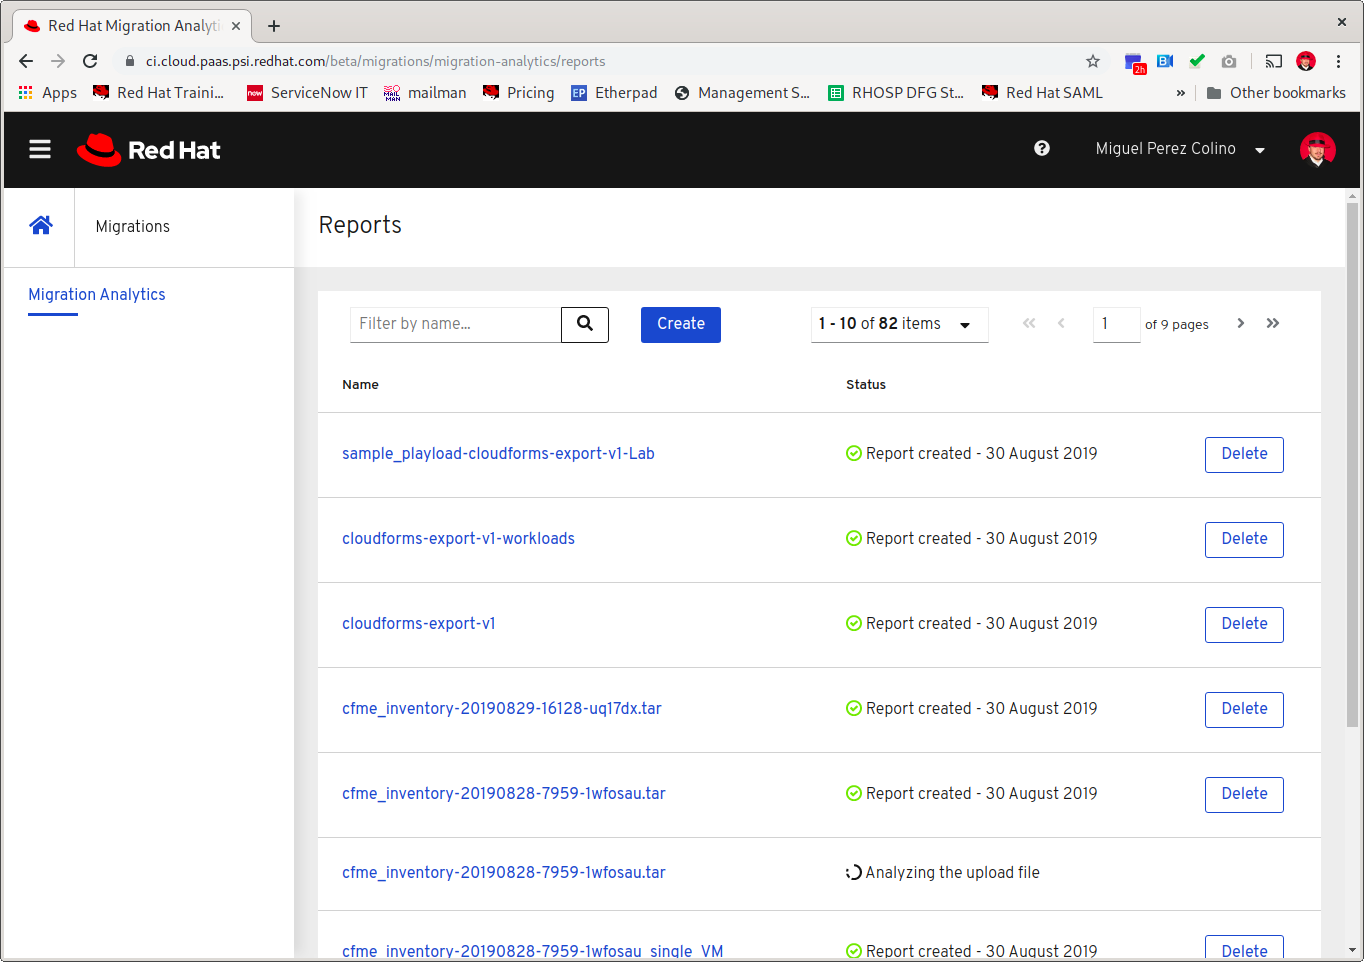 Red Hat Migration Analyti
ci.cloud.paas.psi.redhat.com/beta/migrations/migration-analytics/reports
2h
Apps Red Hat Traini... now ServiceNow IT MAIL MAN mailman Pricing EP Etherpad Management S... RHOSP DFG St... Red Hat SAML » Other bookmarks
Red Hat ? Miguel Perez Colino
Migrations
Reports
Migration Analytics
Filter by name... Create 1 - 10 of 82 items 1 of 9 pages
Name Status
sample_playload-cloudforms-export-v1-Lab Report created - 30 August 2019 Delete
cloudforms-export-v1-workloads Report created - 30 August 2019 Delete
cloudforms-export-v1 Report created - 30 August 2019 Delete
cfme_inventory-20190829-16128-uq17dx.tar Report created - 30 August 2019 Delete
cfme_inventory-20190828-7959-1wfosau.tar Report created - 30 August 2019 Delete
cfme_inventory-20190828-7959-1wfosau.tar Analyzing the upload file
cfme_inventory-20190828-7959-1wfosau_single_VM Report created - 30 August 2019 Delete